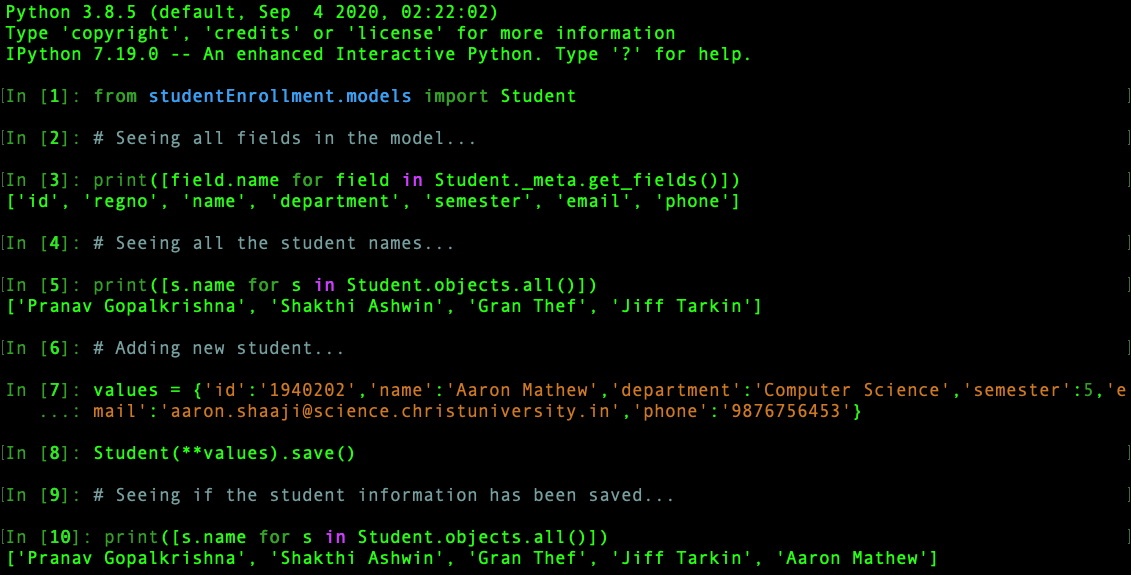 Python 3.8.5 (default, Sep  4 2020, 02:22:02)
Type 'copyright', 'credits' or 'license' for more information
IPython 7.19.0 -- An enhanced Interactive Python. Type '?' for help.
[In [1]: from studentEnrollment.models import Student ]
[In [2]: # Seeing all fields in the model... ]
[In [3]: print([field.name for field in Student._meta.get_fields()]) ]
['id', 'regno', 'name', 'department', 'semester', 'email', 'phone']
[In [4]: # Seeing all the student names... ]
[In [5]: print([s.name for s in Student.objects.all()]) ]
['Pranav Gopalkrishna', 'Shakthi Ashwin', 'Gran Thef', 'Jiff Tarkin']
[In [6]: # Adding new student... ]
In [7]: values = {'id':'1940202','name':'Aaron Mathew','department':'Computer Science','semester':5,'e
...: mail':'aaron.shaaji@science.christuniversity.in','phone':'9876756453'}
[In [8]: Student(**values).save() ]
[In [9]: # Seeing if the student information has been saved... ]
[In [10]: print([s.name for s in Student.objects.all()]) ]
['Pranav Gopalkrishna', 'Shakthi Ashwin', 'Gran Thef', 'Jiff Tarkin', 'Aaron Mathew']